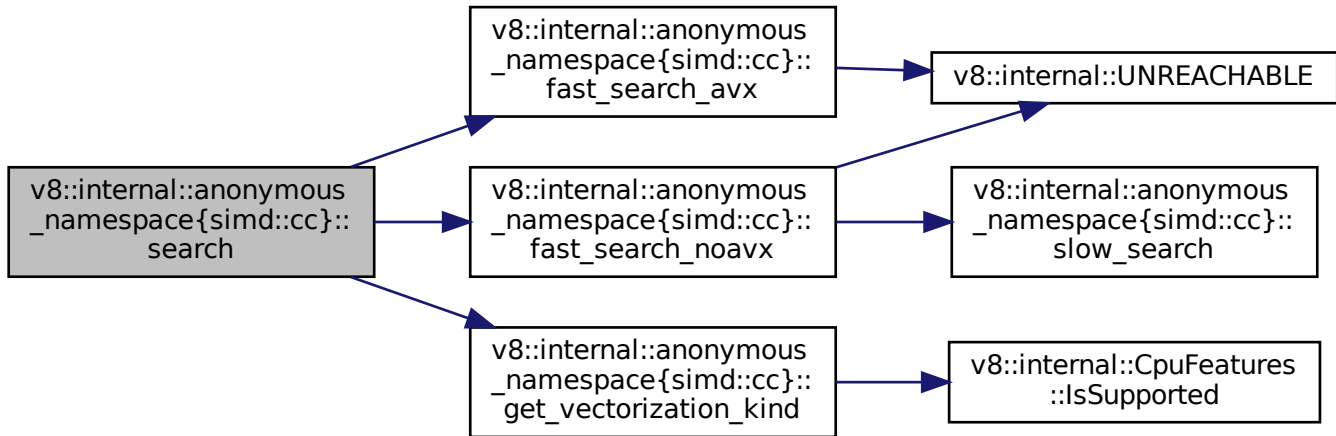 v8::internal::anonymous
_namespace{simd::cc}::
search
v8::internal::anonymous
_namespace{simd::cc}::
fast_search_avx
v8::internal::anonymous
_namespace{simd::cc}::
fast_search_noavx
v8::internal::anonymous
_namespace{simd::cc}::
get_vectorization_kind
v8::internal::UNREACHABLE
v8::internal::anonymous
_namespace{simd::cc}::
slow_search
v8::internal::CpuFeatures
::IsSupported